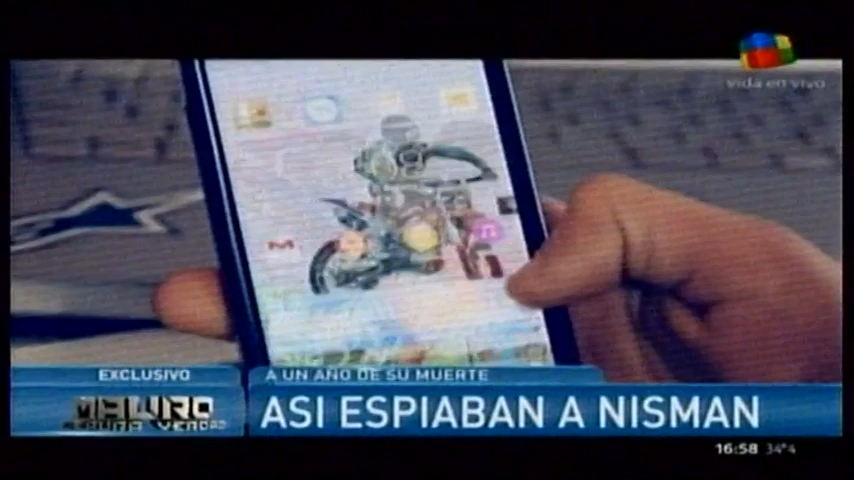 vida en vivo
EXCLUSIVO
A UN AÑO DE SU MUERTE
MAURO
ASI ESPIABAN A NISMAN
16:58 34°4